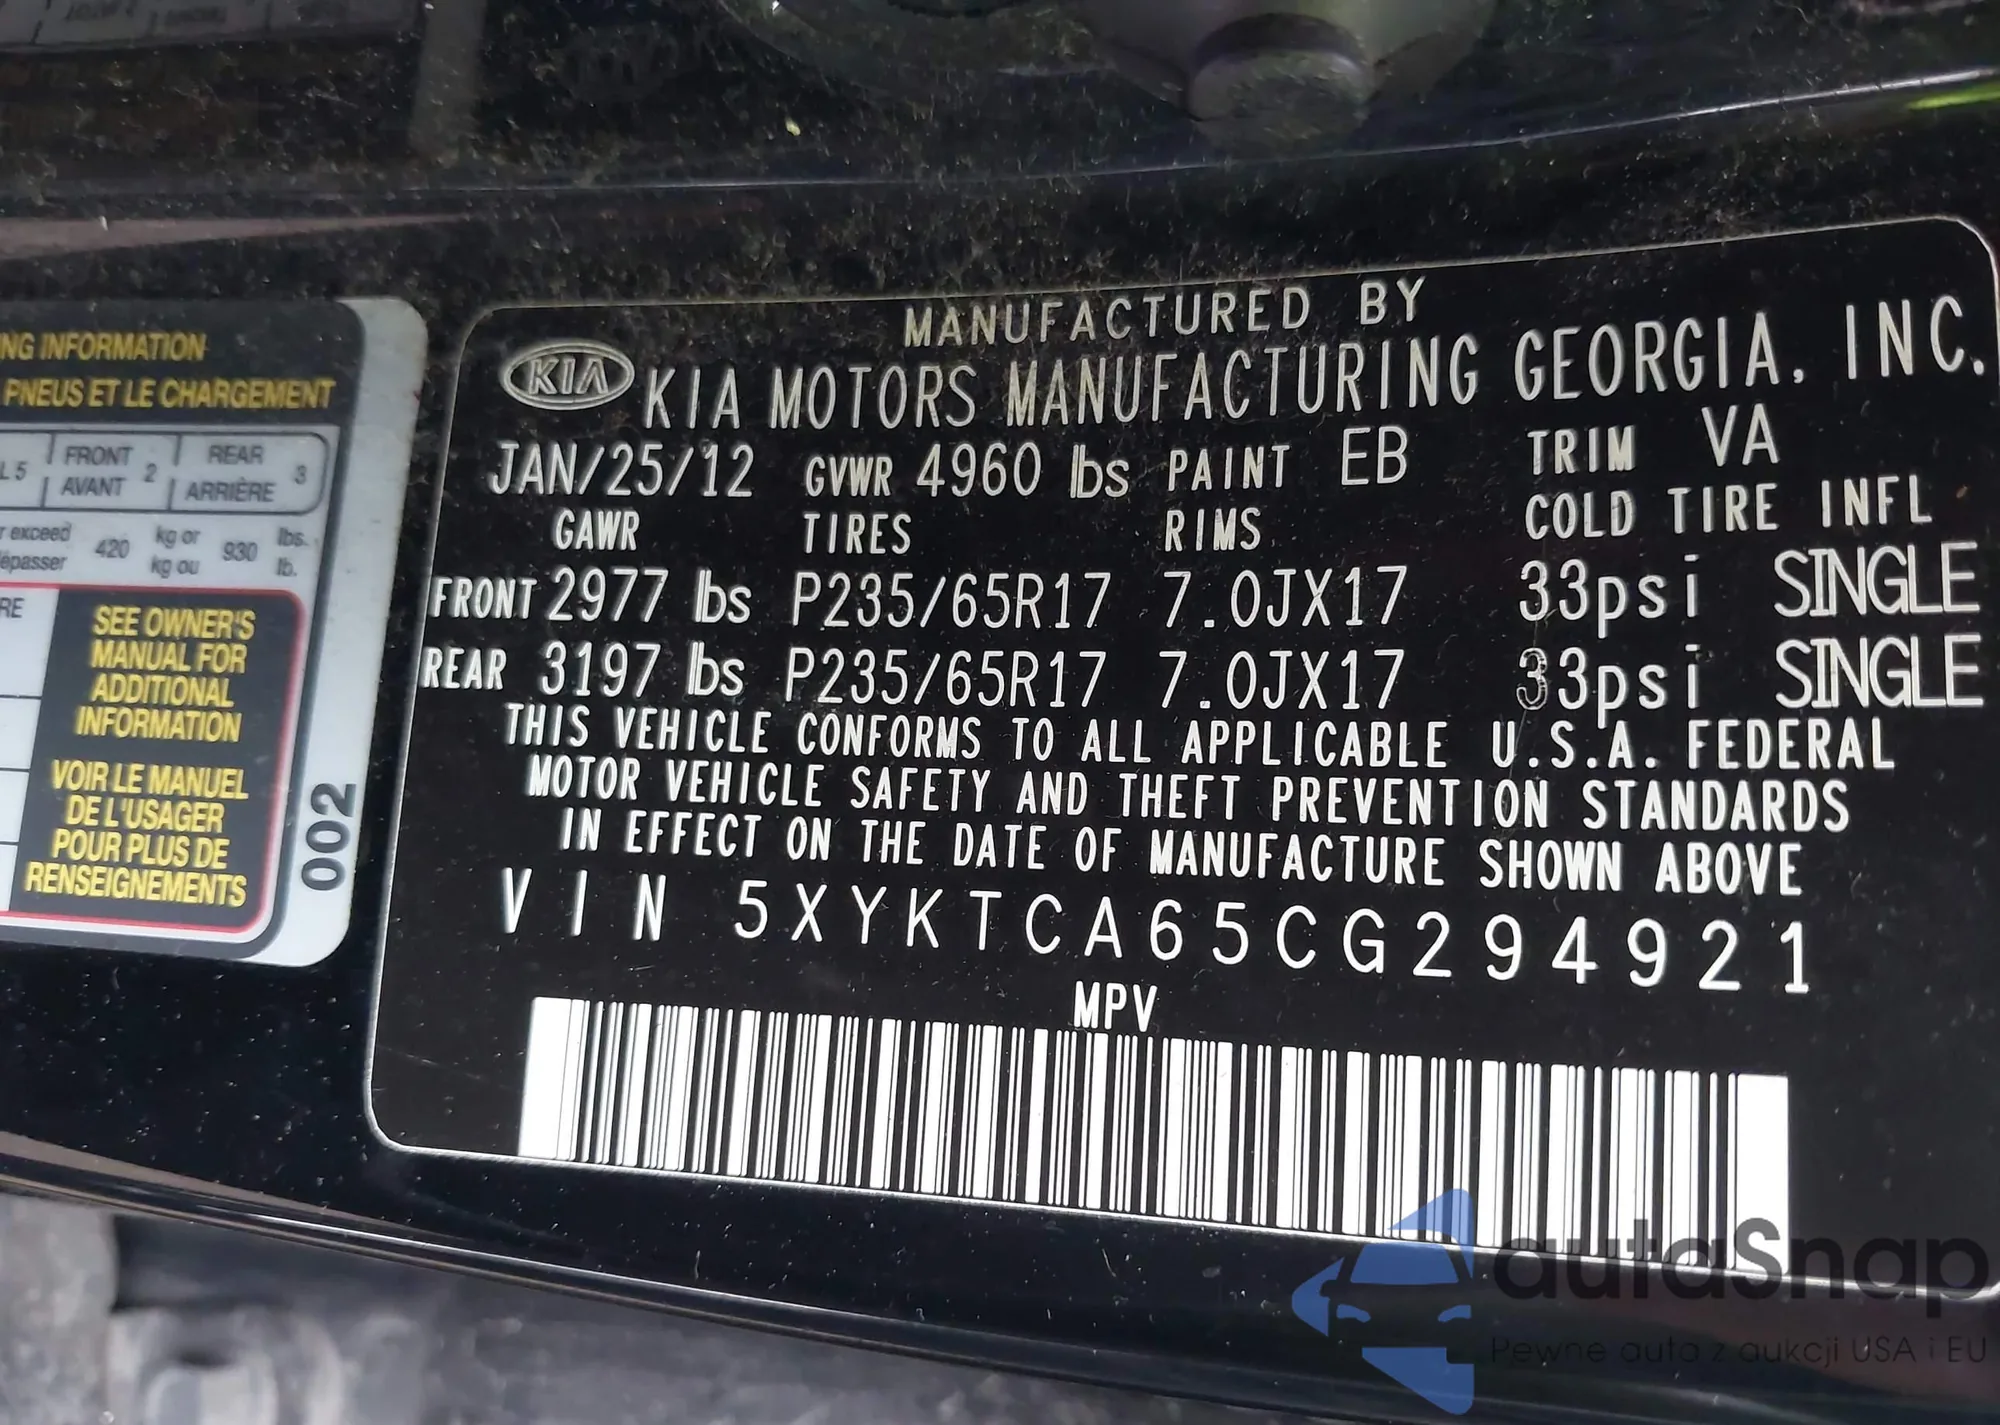 NG INFORMATION
PNEUS ET LE CHARGEMENT
L 5 FRONT AVANT 2 REAR ARRIÈRE 3
r exceed 420 kg or 930 lbs.
épasser kg ou lb.
RE
SEE OWNER'S
MANUAL FOR
ADDITIONAL
INFORMATION
VOIR LE MANUEL
DE L'USAGER
POUR PLUS DE
RENSEIGNEMENTS
002
MANUFACTURED BY
KIA KIA MOTORS MANUFACTURING GEORGIA, INC.
JAN/25/12 GVWR 4960 lbs PAINT EB TRIM VA
GAWR TIRES RIMS COLD TIRE INFL
FRONT 2977 lbs P235/65R17 7.0JX17 33psi SINGLE
REAR 3197 lbs P235/65R17 7.0JX17 33psi SINGLE
THIS VEHICLE CONFORMS TO ALL APPLICABLE U.S.A. FEDERAL
MOTOR VEHICLE SAFETY AND THEFT PREVENTION STANDARDS
IN EFFECT ON THE DATE OF MANUFACTURE SHOWN ABOVE
VIN 5XYKTCA65CG294921
MPV
autaSnap
Pewne auta z aukcji USA i EU